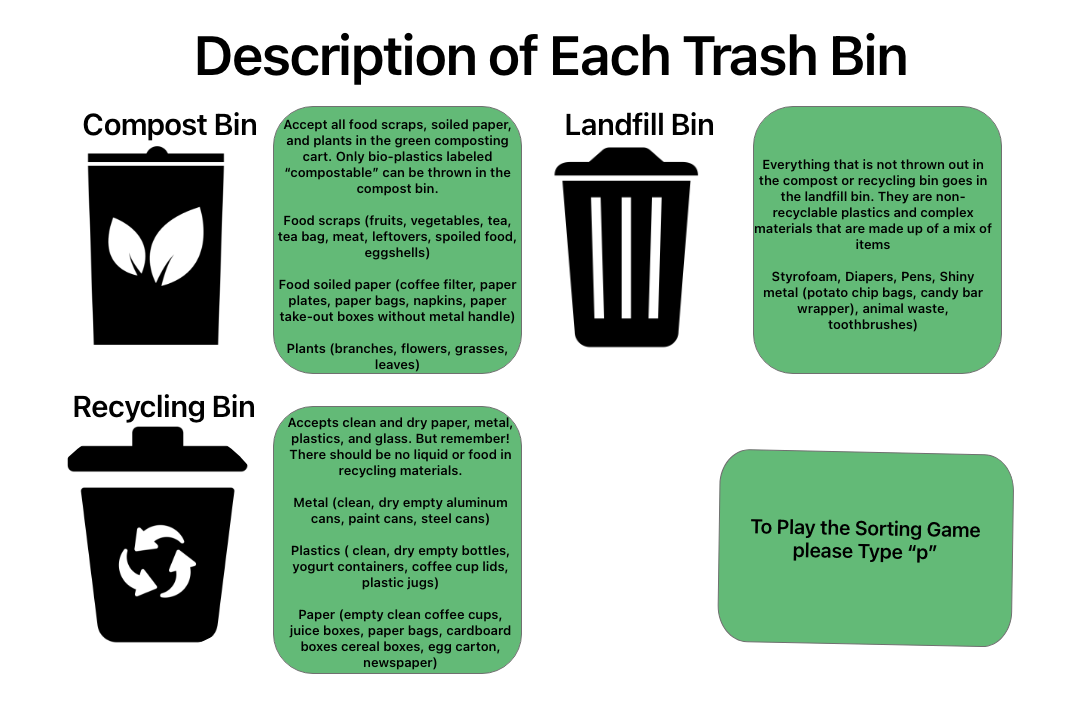 Description of Each Trash Bin
Compost Bin
Accept all food scraps, soiled paper,
and plants in the green composting
cart. Only bio-plastics labeled
“compostable” can be thrown in the
compost bin.
Food scraps (fruits, vegetables, tea,
tea bag, meat, leftovers, spoiled food,
eggshells)
Food soiled paper (coffee filter, paper
plates, paper bags, napkins, paper
take-out boxes without metal handle)
Plants (branches, flowers, grasses,
leaves)
Landfill Bin
Everything that is not thrown out in
the compost or recycling bin goes in
the landfill bin. They are non-
recyclable plastics and complex
materials that are made up of a mix of
items
Styrofoam, Diapers, Pens, Shiny
metal (potato chip bags, candy bar
wrapper), animal waste,
toothbrushes)
Recycling Bin
Accepts clean and dry paper, metal,
plastics, and glass. But remember!
There should be no liquid or food in
recycling materials.
Metal (clean, dry empty aluminum
cans, paint cans, steel cans)
Plastics ( clean, dry empty bottles,
yogurt containers, coffee cup lids,
plastic jugs)
Paper (empty clean coffee cups,
juice boxes, paper bags, cardboard
boxes cereal boxes, egg carton,
newspaper)
To Play the Sorting Game
please Type “p”